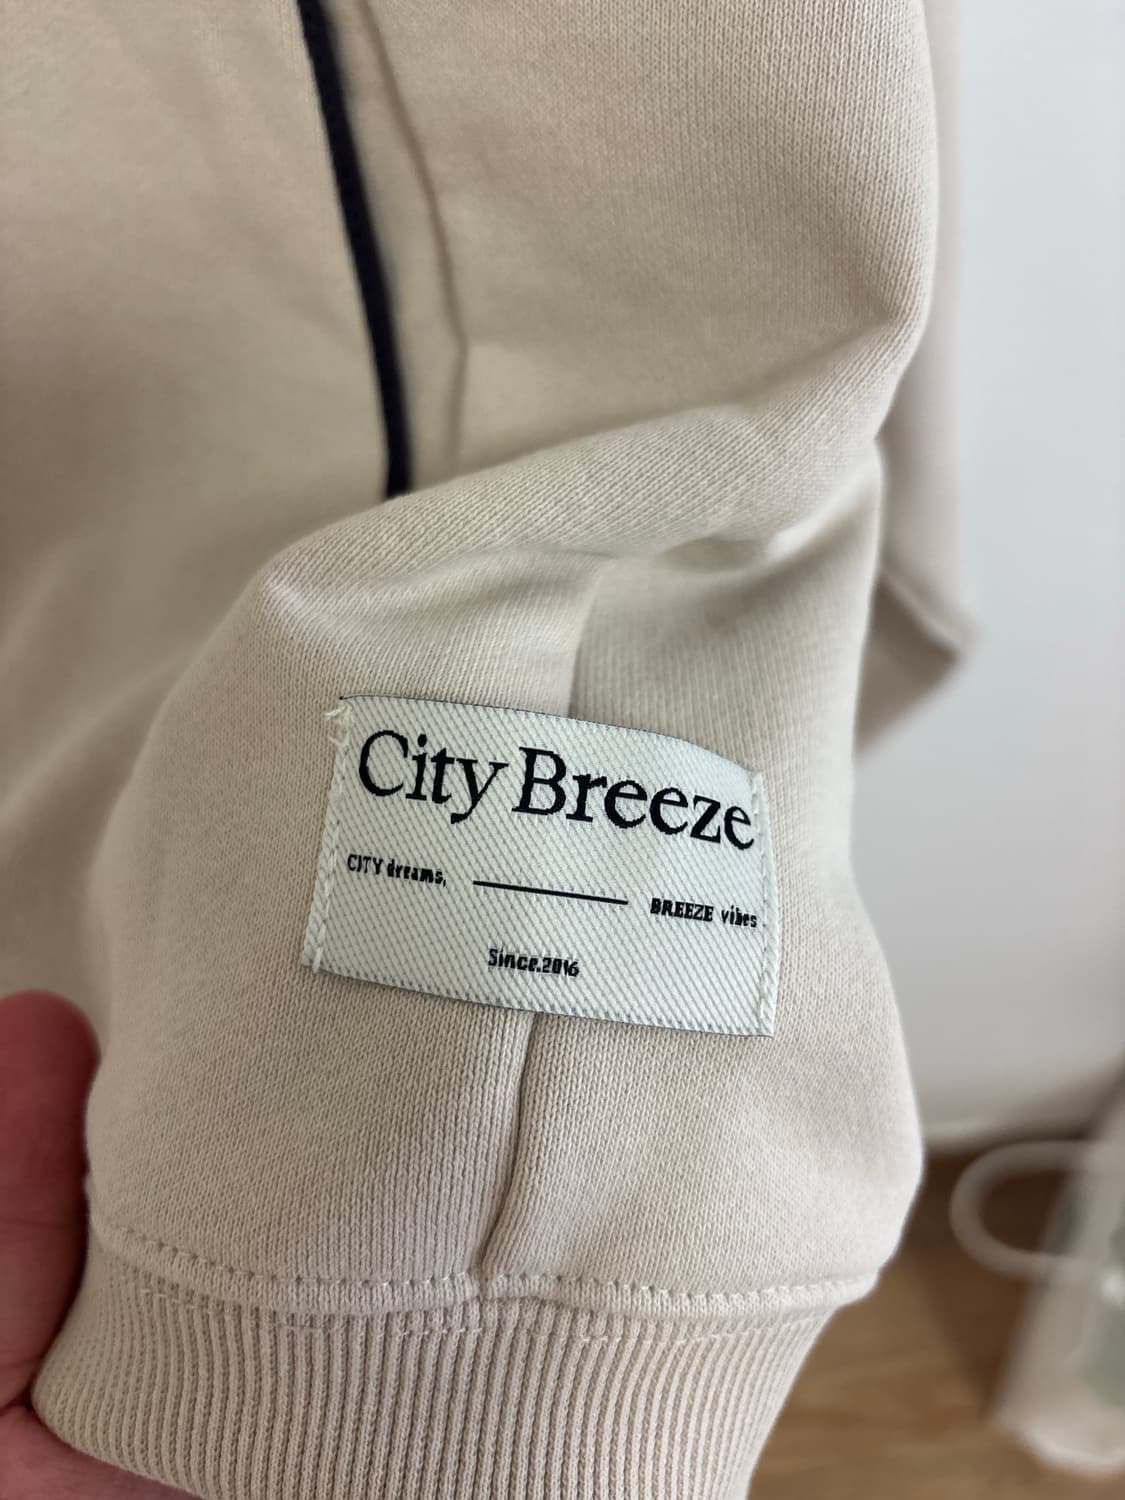 City Breeze
CITY dreams, BREEZE vibes
Since.2016